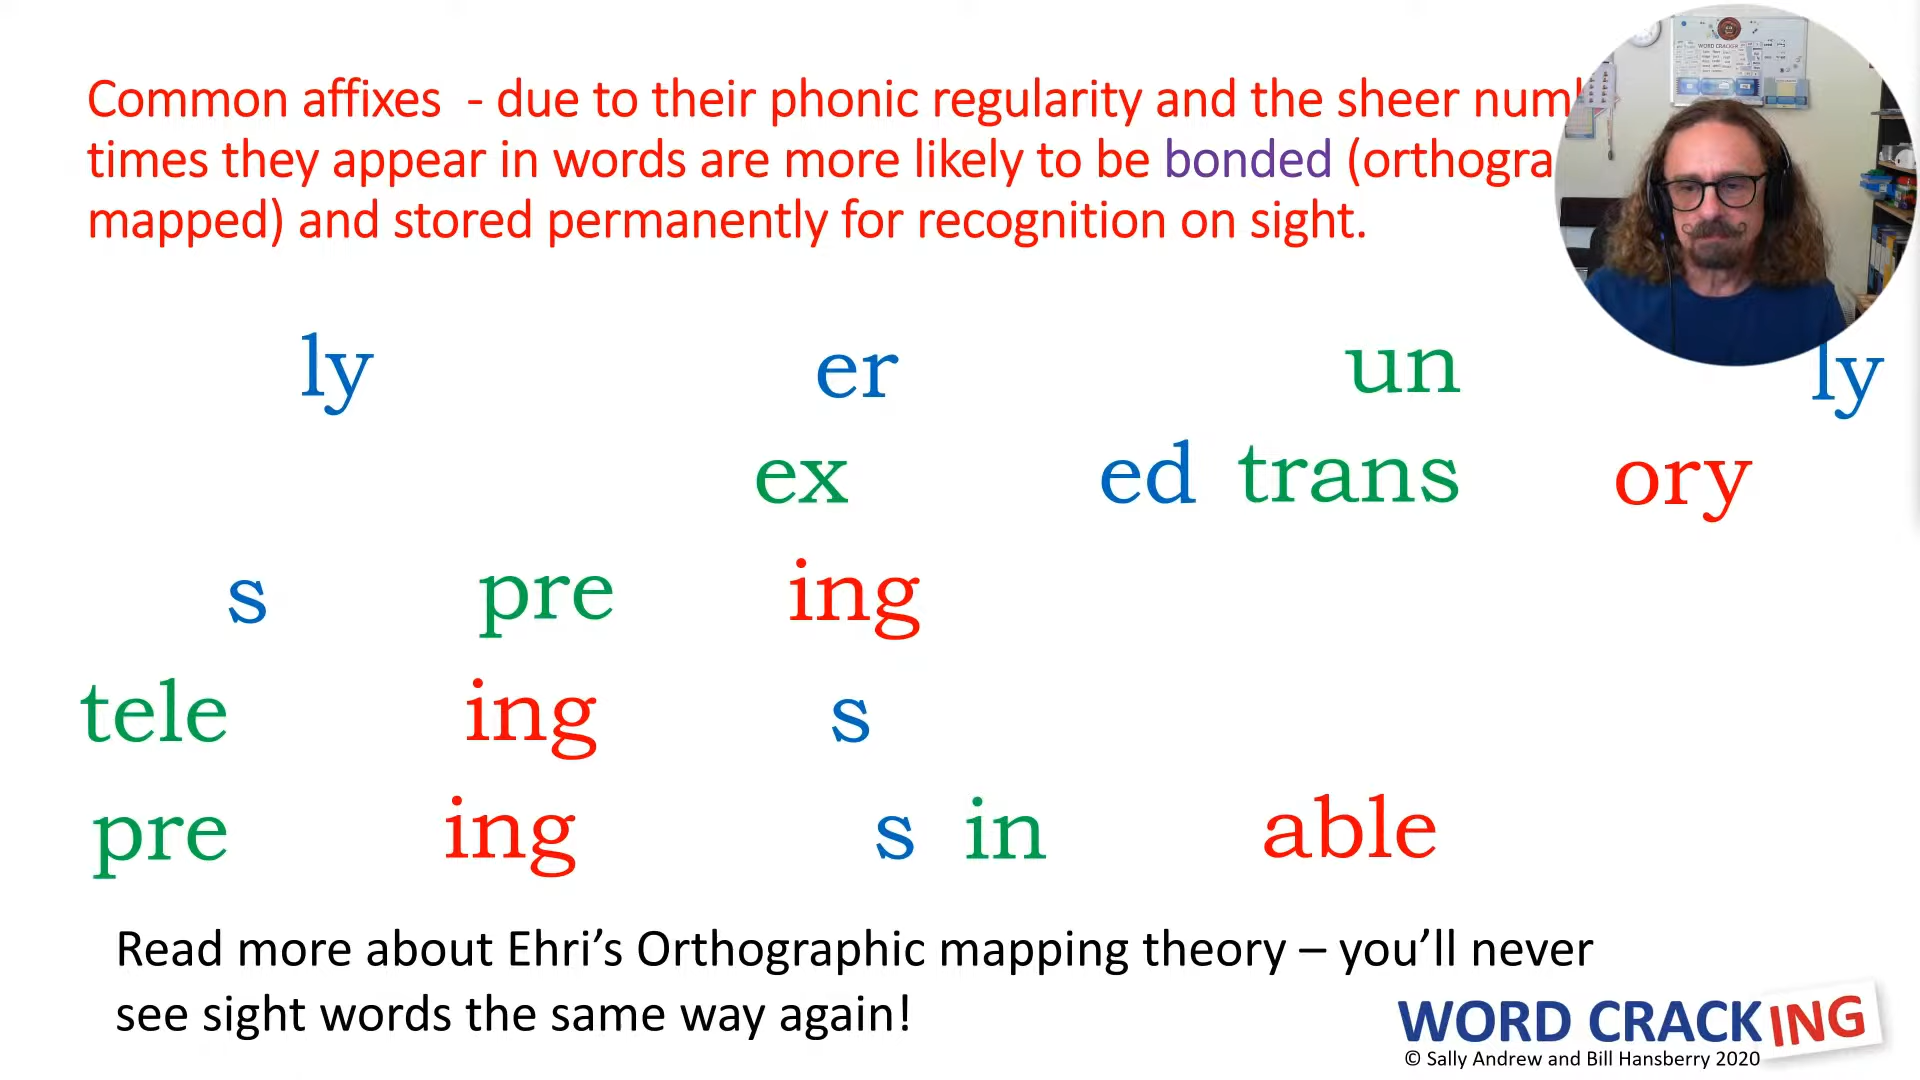 Common affixes - due to their phonic regularity and the sheer
times they appear in words are more likely to be bonded
mapped) and stored permanently for recognition on sight.
ly er un ly
ex ed trans ory
s pre ing
tele ing s
pre ing s in able
Read more about Ehri’s Orthographic mapping theory – you’ll never
see sight words the same way again!
WORD CRACKING
© Sally Andrew and Bill Hansberry 2020
WORD CRACKING